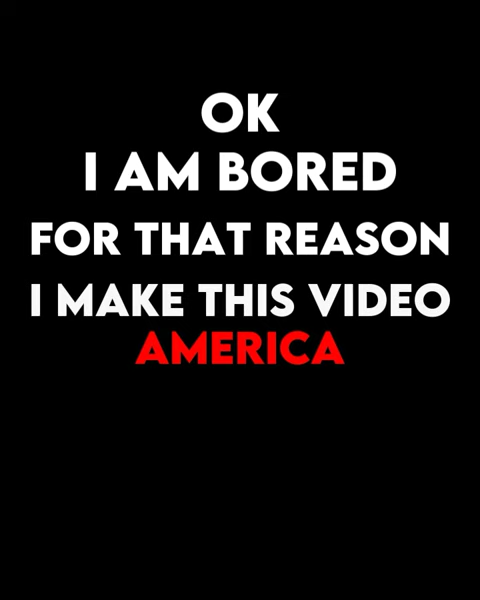 OK
I AM BORED
FOR THAT REASON
I MAKE THIS VIDEO
AMERICA